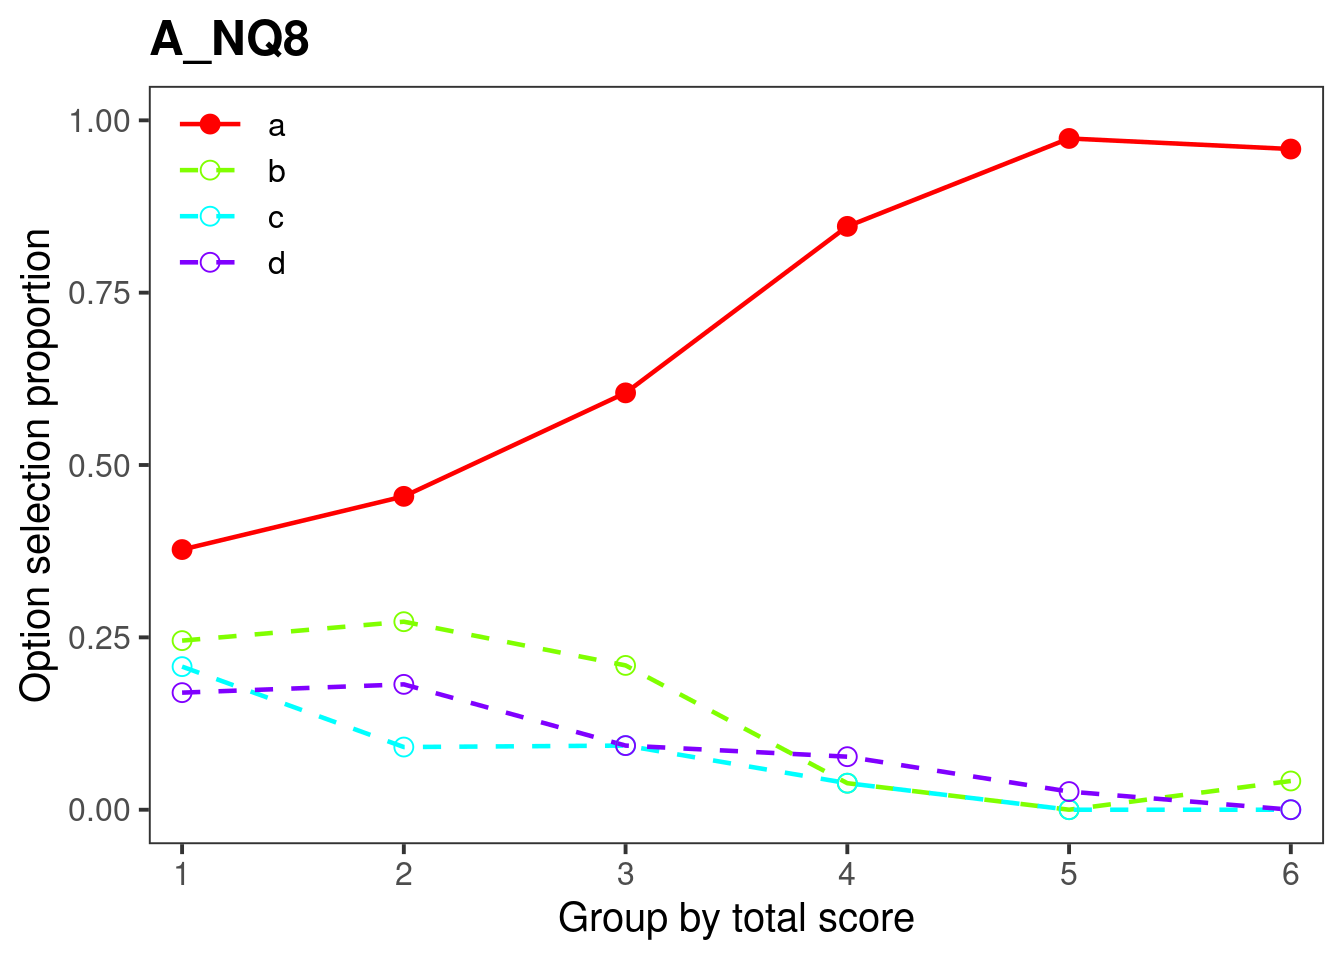 A_NQ8
1.00
0.75
0.50
0.25
0.00
a
b
c
d
Option selection proportion
1 2 3 4 5 6
Group by total score